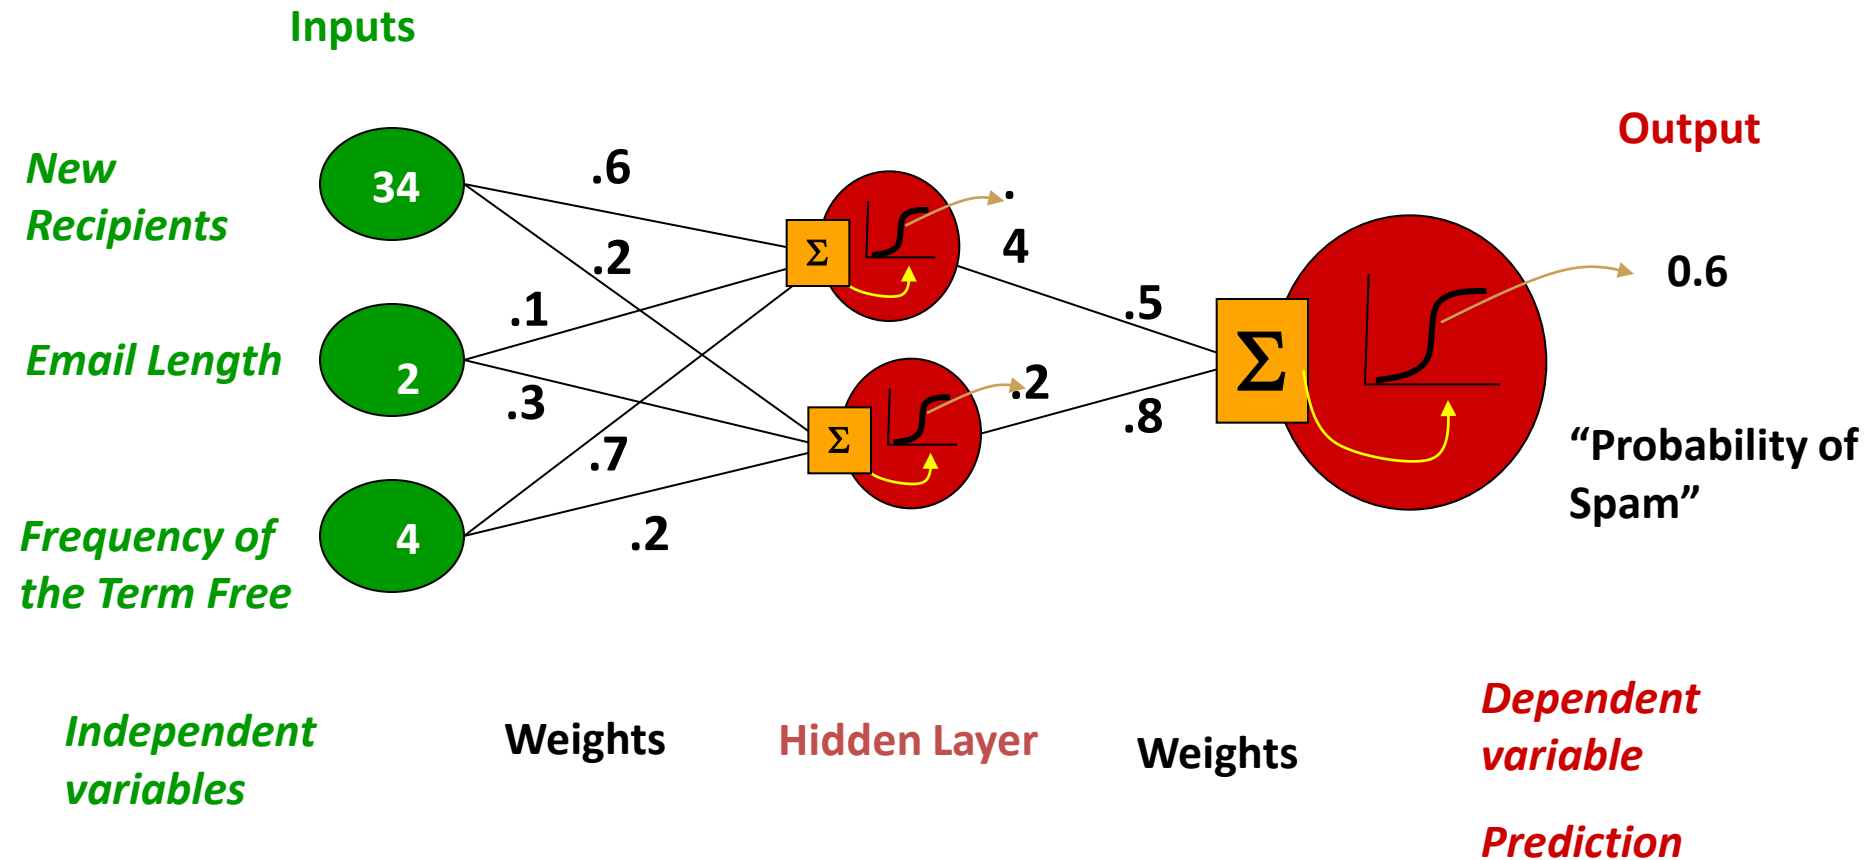 Inputs
Output
New
Recipients
34
.6
.2
Σ
.
4
.5
0.6
Email Length
2
.1
.3
Σ
.2
.8
Σ
"Probability of
Spam"
Frequency of
the Term Free
4
.7
.2
Independent
variables
Weights
Hidden Layer
Weights
Dependent
variable
Prediction